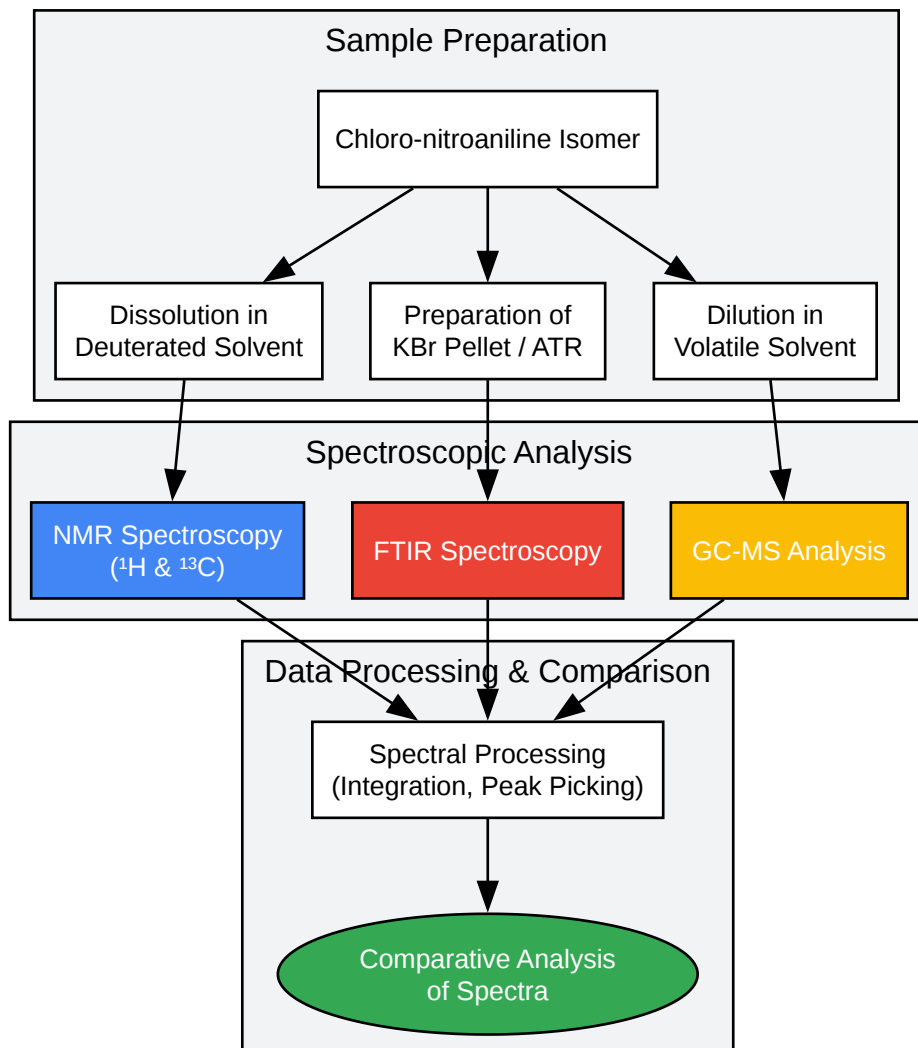 Sample Preparation
Chloro-nitroaniline Isomer
Dissolution in
Deuterated Solvent
Preparation of
KBr Pellet / ATR
Dilution in
Volatile Solvent
Spectroscopic Analysis
NMR Spectroscopy
(¹H & ¹³C)
FTIR Spectroscopy
GC-MS Analysis
Data Processing & Comparison
Spectral Processing
(Integration, Peak Picking)
Comparative Analysis
of Spectra